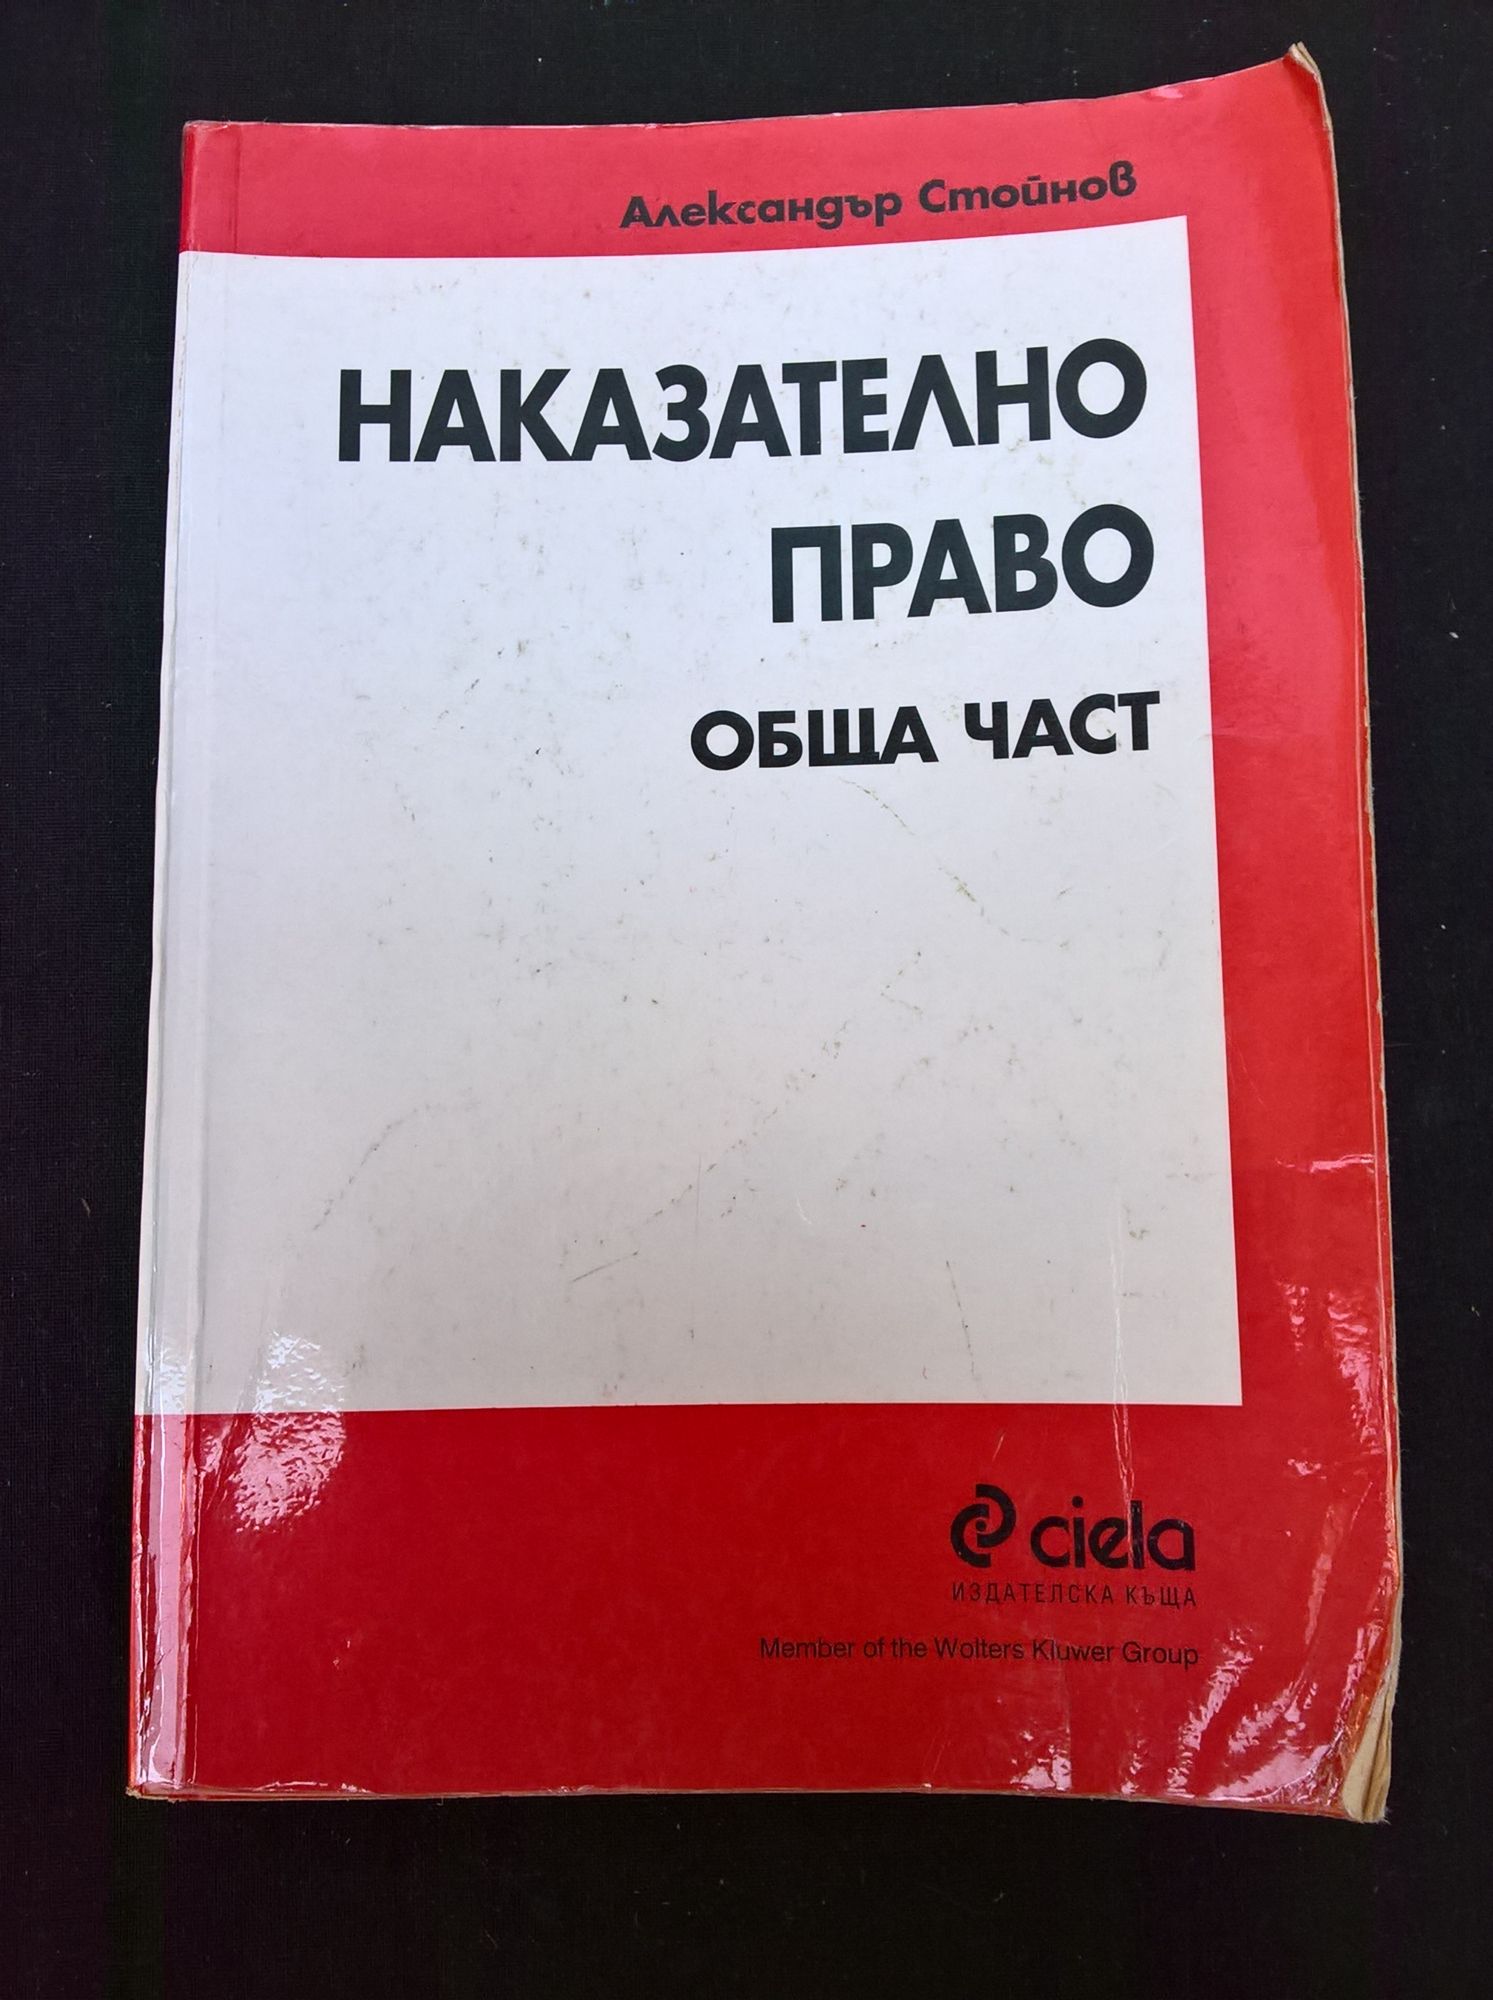 Александър Стойнов
НАКАЗАТЕЛНО
ПРАВО
ОБЩА ЧАСТ
ciela
ИЗДАТЕЛСКА КЪЩА
Member of the Wolters Kluwer Group